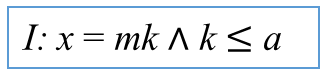 I: x = mk ∧ k ≤ a